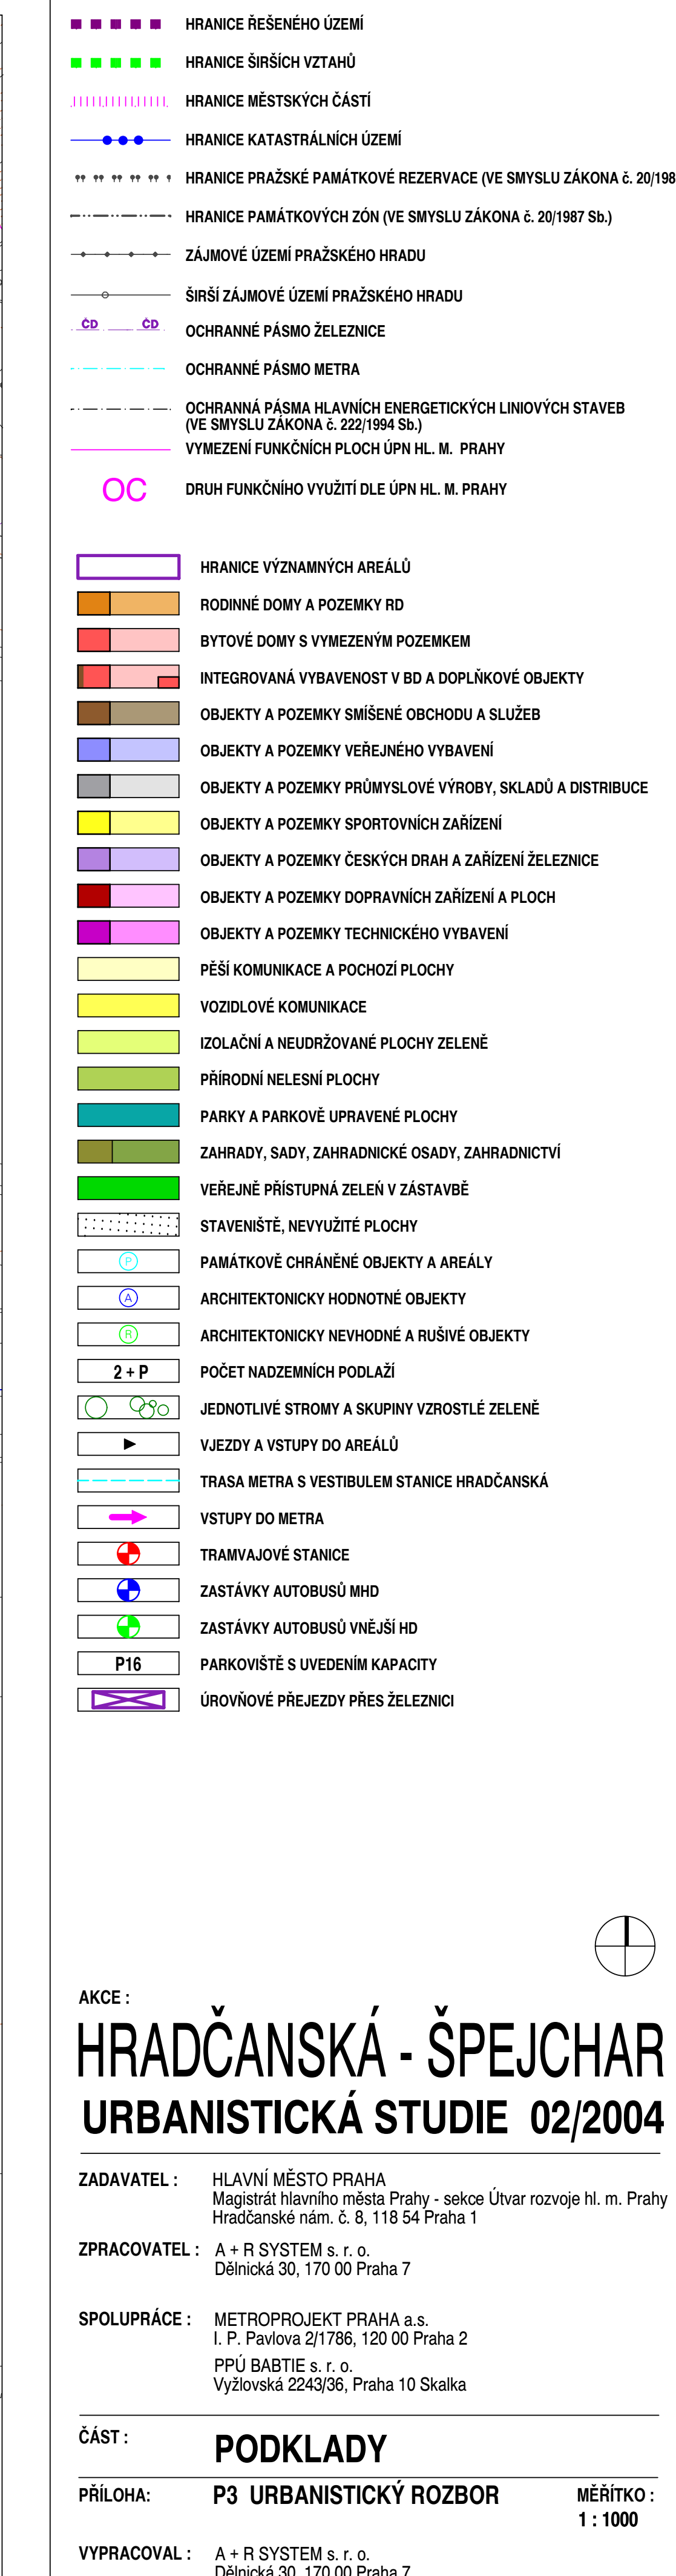 HRANICE ŘEŠENÉHO ÚZEMÍ
HRANICE ŠIRŠÍCH VZTAHŮ
HRANICE MĚSTSKÝCH ČÁSTÍ
HRANICE KATASTRÁLNÍCH ÚZEMÍ
HRANICE PRAŽSKÉ PAMÁTKOVÉ REZERVACE (VE SMYSLU ZÁKONA č. 20/198
HRANICE PAMÁTKOVÝCH ZÓN (VE SMYSLU ZÁKONA č. 20/1987 Sb.)
ZÁJMOVÉ ÚZEMÍ PRAŽSKÉHO HRADU
ŠIRŠÍ ZÁJMOVÉ ÚZEMÍ PRAŽSKÉHO HRADU
ČD ČD OCHRANNÉ PÁSMO ŽELEZNICE
OCHRANNÉ PÁSMO METRA
OCHRANNÁ PÁSMA HLAVNÍCH ENERGETICKÝCH LINIOVÝCH STAVEB
(VE SMYSLU ZÁKONA č. 222/1994 Sb.)
VYMEZENÍ FUNKČNÍCH PLOCH ÚPN HL. M. PRAHY
OC DRUH FUNKČNÍHO VYUŽITÍ DLE ÚPN HL. M. PRAHY
HRANICE VÝZNAMNÝCH AREÁLŮ
RODINNÉ DOMY A POZEMKY RD
BYTOVÉ DOMY S VYMEZENÝM POZEMKEM
INTEGROVANÁ VYBAVENOST V BD A DOPLŇKOVÉ OBJEKTY
OBJEKTY A POZEMKY SMÍŠENÉ OBCHODU A SLUŽEB
OBJEKTY A POZEMKY VEŘEJNÉHO VYBAVENÍ
OBJEKTY A POZEMKY PRŮMYSLOVÉ VÝROBY, SKLADŮ A DISTRIBUCE
OBJEKTY A POZEMKY SPORTOVNÍCH ZAŘÍZENÍ
OBJEKTY A POZEMKY ČESKÝCH DRAH A ZAŘÍZENÍ ŽELEZNICE
OBJEKTY A POZEMKY DOPRAVNÍCH ZAŘÍZENÍ A PLOCH
OBJEKTY A POZEMKY TECHNICKÉHO VYBAVENÍ
PĚŠÍ KOMUNIKACE A POCHOZÍ PLOCHY
VOZIDLOVÉ KOMUNIKACE
IZOLAČNÍ A NEUDRŽOVANÉ PLOCHY ZELENĚ
PŘÍRODNÍ NELESNÍ PLOCHY
PARKY A PARKOVĚ UPRAVENÉ PLOCHY
ZAHRADY, SADY, ZAHRADNICKÉ OSADY, ZAHRADNICTVÍ
VEŘEJNĚ PŘÍSTUPNÁ ZELEŃ V ZÁSTAVBĚ
STAVENIŠTĚ, NEVYUŽITÉ PLOCHY
P PAMÁTKOVĚ CHRÁNĚNÉ OBJEKTY A AREÁLY
A ARCHITEKTONICKY HODNOTNÉ OBJEKTY
R ARCHITEKTONICKY NEVHODNÉ A RUŠIVÉ OBJEKTY
2 + P POČET NADZEMNÍCH PODLAŽÍ
JEDNOTLIVÉ STROMY A SKUPINY VZROSTLÉ ZELENĚ
VJEZDY A VSTUPY DO AREÁLŮ
TRASA METRA S VESTIBULEM STANICE HRADČANSKÁ
VSTUPY DO METRA
TRAMVAJOVÉ STANICE
ZASTÁVKY AUTOBUSŮ MHD
ZASTÁVKY AUTOBUSŮ VNĚJŠÍ HD
P16 PARKOVIŠTĚ S UVEDENÍM KAPACITY
ÚROVŇOVÉ PŘEJEZDY PŘES ŽELEZNICI
AKCE :
HRADČANSKÁ - ŠPEJCHAR
URBANISTICKÁ STUDIE 02/2004
ZADAVATEL : HLAVNÍ MĚSTO PRAHA
Magistrát hlavního města Prahy - sekce Útvar rozvoje hl. m. Prahy
Hradčanské nám. č. 8, 118 54 Praha 1
ZPRACOVATEL : A + R SYSTEM s. r. o.
Dělnická 30, 170 00 Praha 7
SPOLUPRÁCE : METROPROJEKT PRAHA a.s.
I. P. Pavlova 2/1786, 120 00 Praha 2
PPÚ BABTIE s. r. o.
Vyžlovská 2243/36, Praha 10 Skalka
ČÁST : PODKLADY
PŘÍLOHA: P3 URBANISTICKÝ ROZBOR MĚŘÍTKO :
1 : 1000
VYPRACOVAL : A + R SYSTEM s. r. o.
Dělnická 30, 170 00 Praha 7